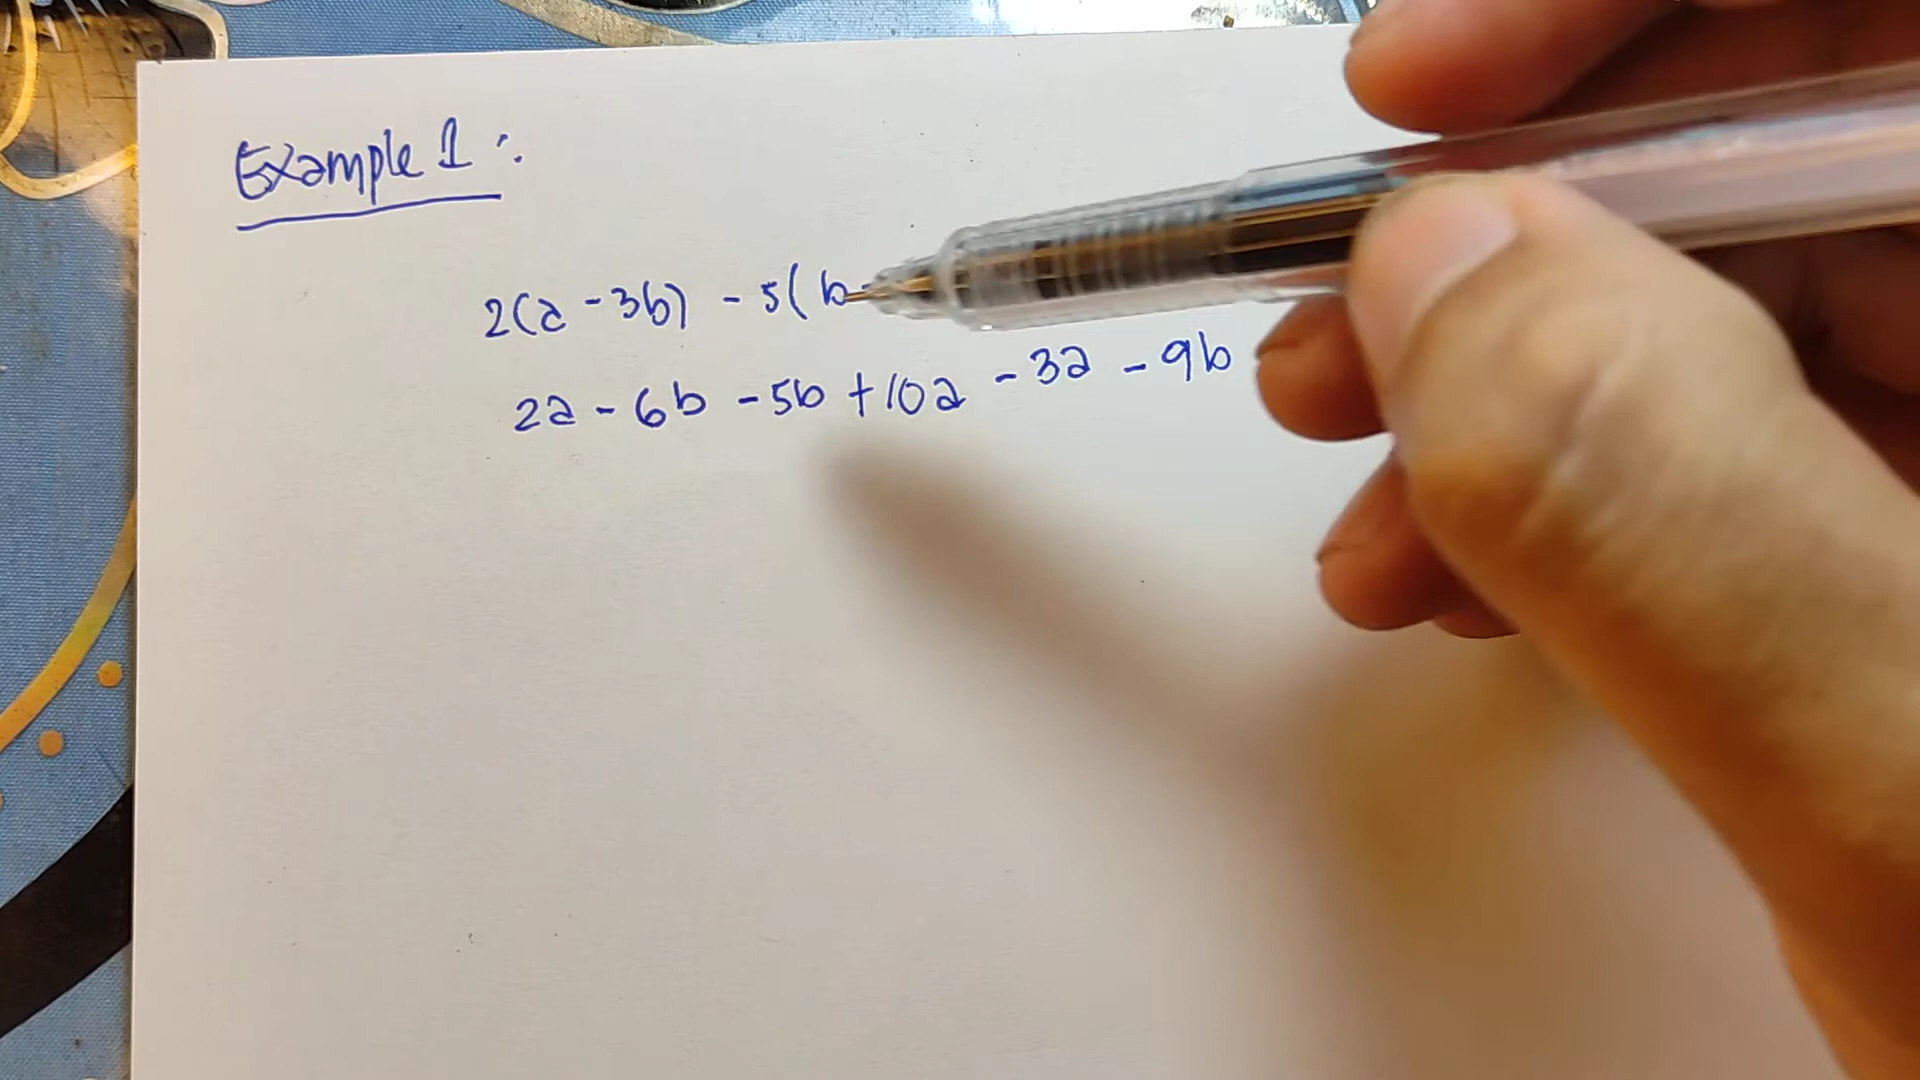 Example 1 :
2(a - 3b) - 5(b
2a - 6b - 5b + 10a - 3a - 9b